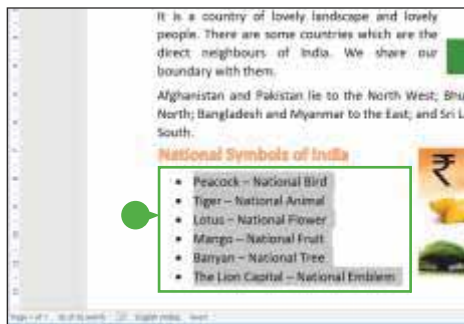 It is a country of lovely landscape and lovely
people. There are some countries which are the
direct neighbours of India. We share our
boundary with them.
Afghanistan and Pakistan lie to the North West; Bhu
North; Bangladesh and Myanmar to the East; and Sri L
South.
National Symbols of India
• Peacock – National Bird
• Tiger – National Animal
• Lotus – National Flower
• Mango – National Fruit
• Banyan – National Tree
• The Lion Capital – National Emblem
₹